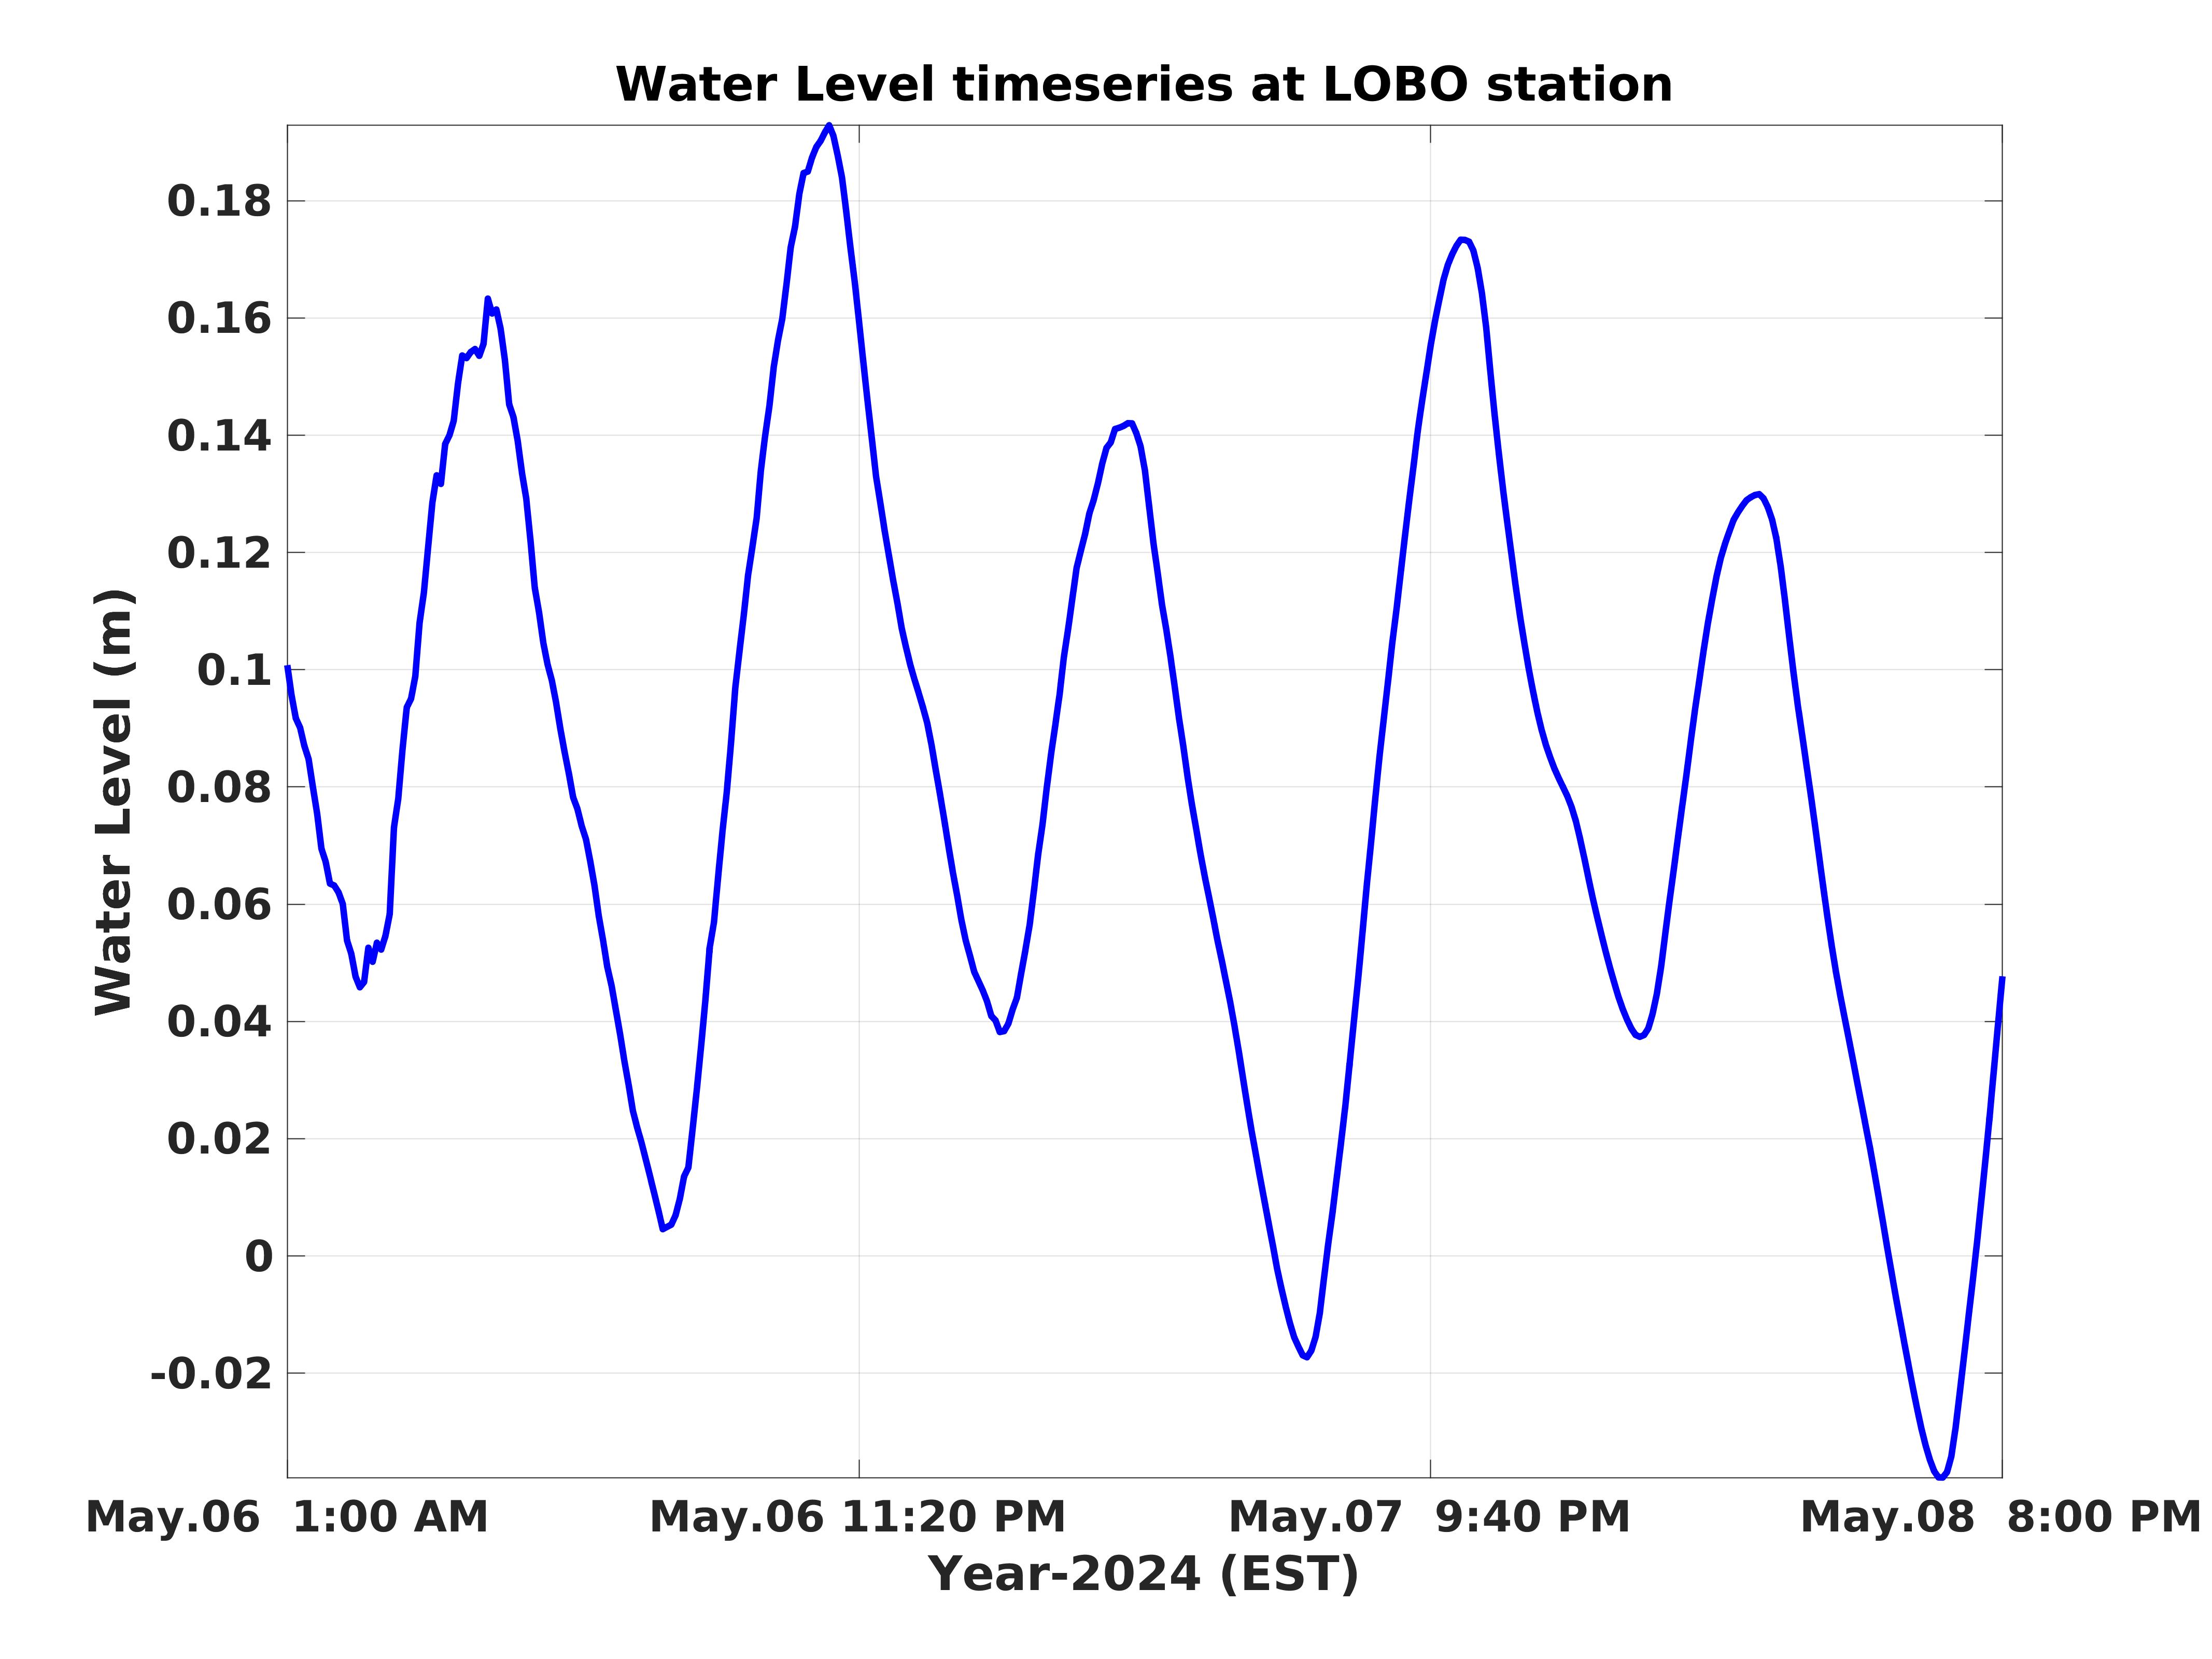 Water Level timeseries at LOBO station
0.18
0.16
0.14
0.12
0.1
0.08
0.06
0.04
0.02
0
-0.02
Water Level (m)
May.06 1:00 AM May.06 11:20 PM May.07 9:40 PM May.08 8:00 PM
Year-2024 (EST)